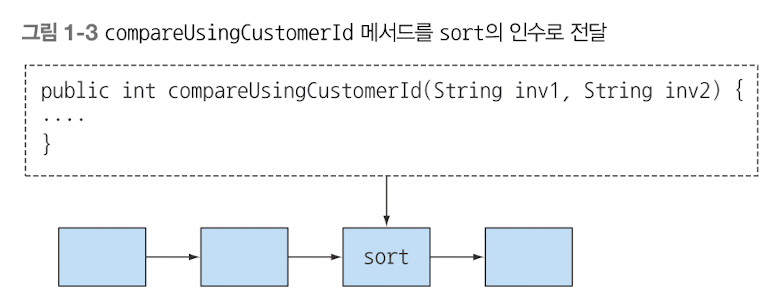 그림 1-3 compareUsingCustomerId 메서드를 sort의 인수로 전달
public int compareUsingCustomerId(String inv1, String inv2) {
....
}
sort